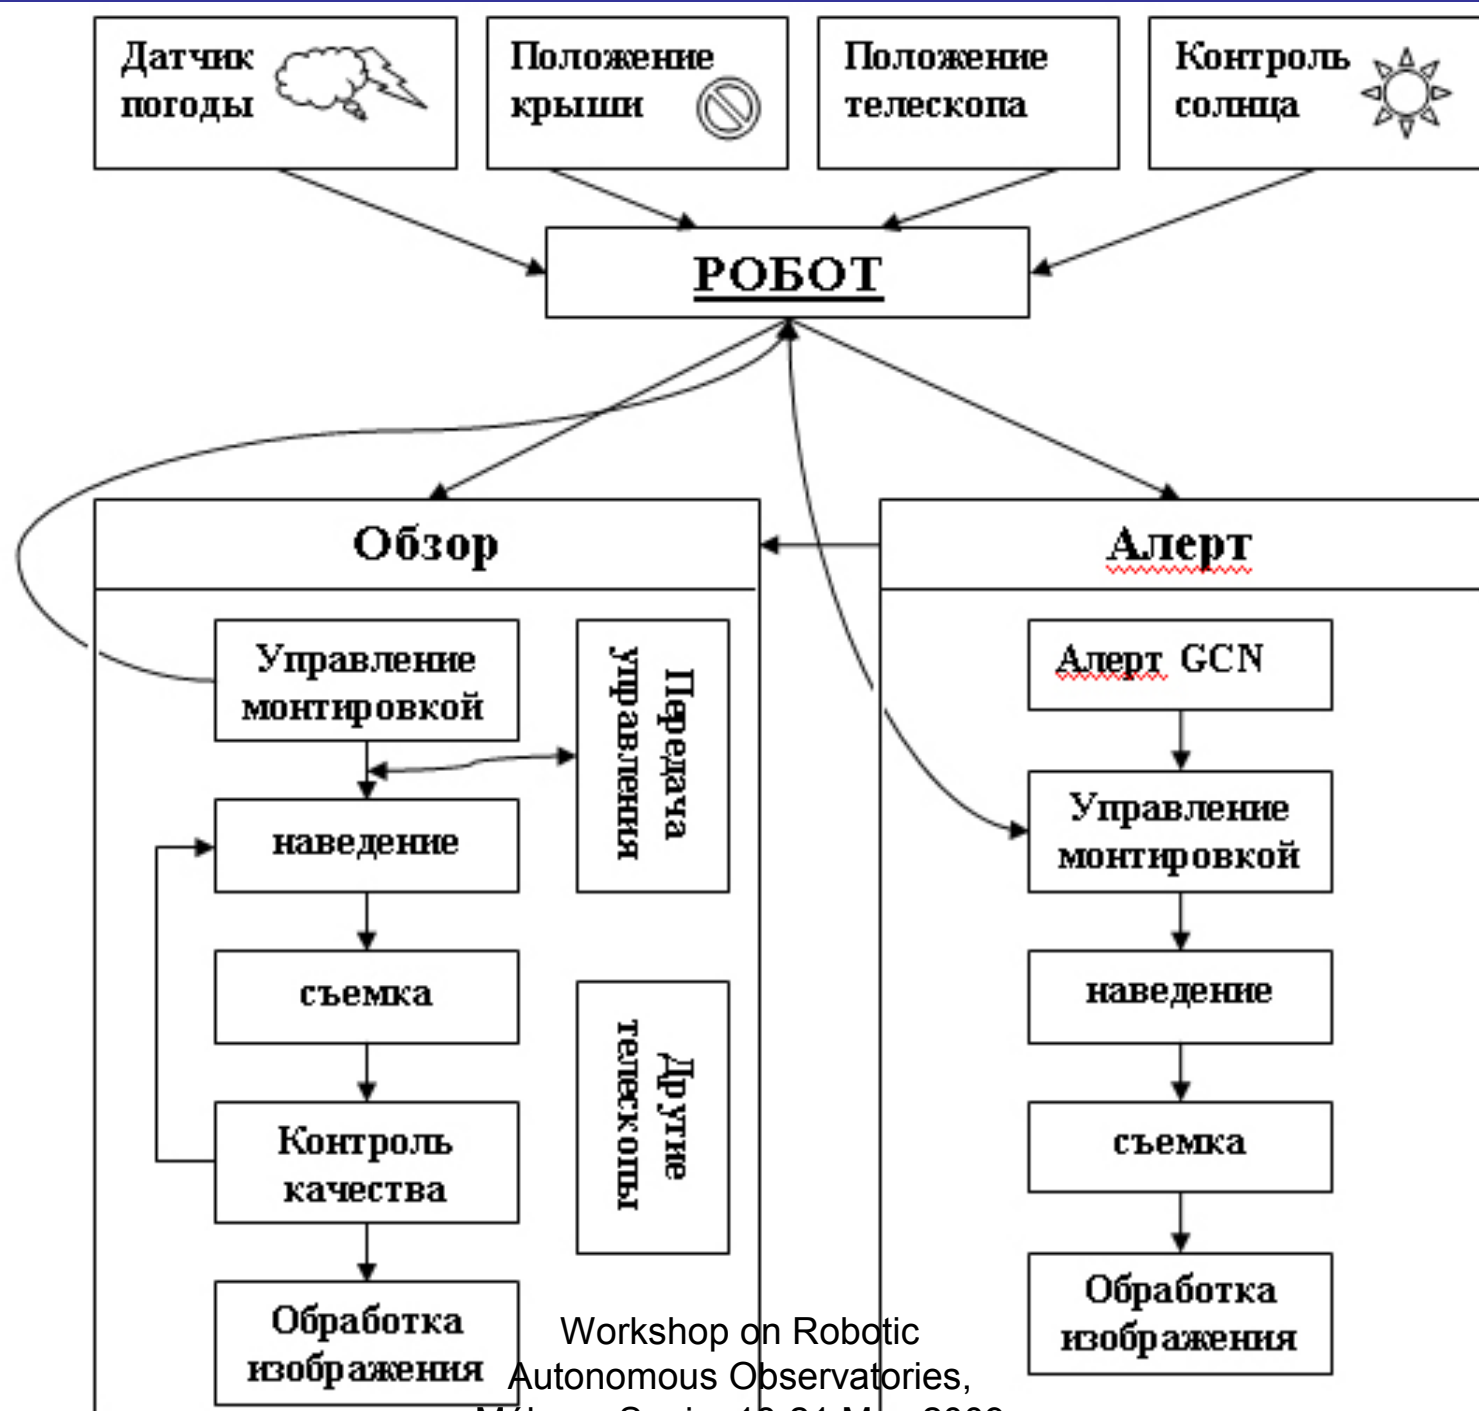 Датчик
погоды
Положение
крыши
Положение
телескопа
Контроль
солнца
РОБОТ
Обзор
Алерт
Управление
монтировкой
Передача
управления
наведение
съемка
Другие
телескопы
Контроль
качества
Обработка
изображения
Алерт GCN
Управление
монтировкой
наведение
съемка
Обработка
изображения
Workshop on Robotic
Autonomous Observatories,